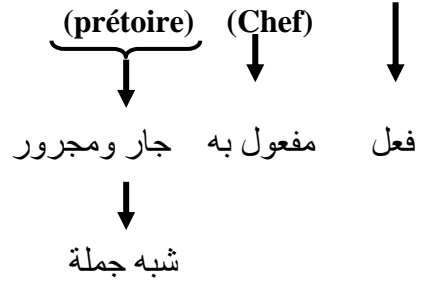 (prétoire) (Chef)
فعل مفعول به جار ومجرور
شبه جملة